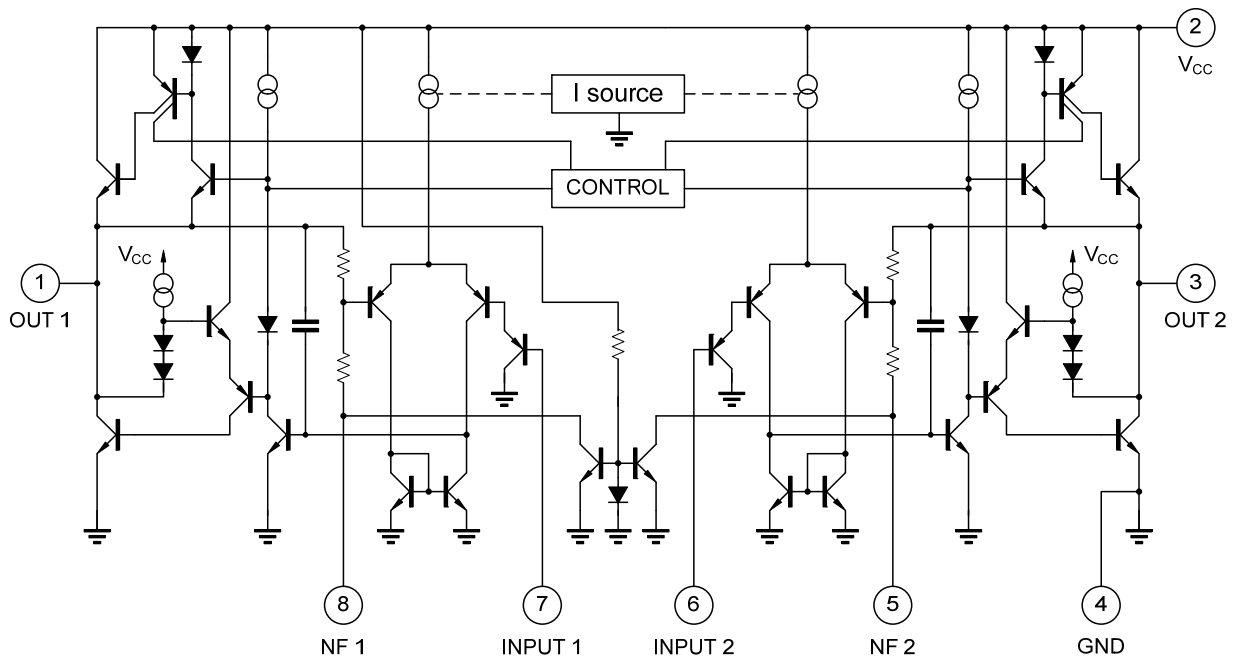 2
VCC
I source
CONTROL
VCC
1
OUT 1
VCC
3
OUT 2
8
NF 1
7
INPUT 1
6
INPUT 2
5
NF 2
4
GND